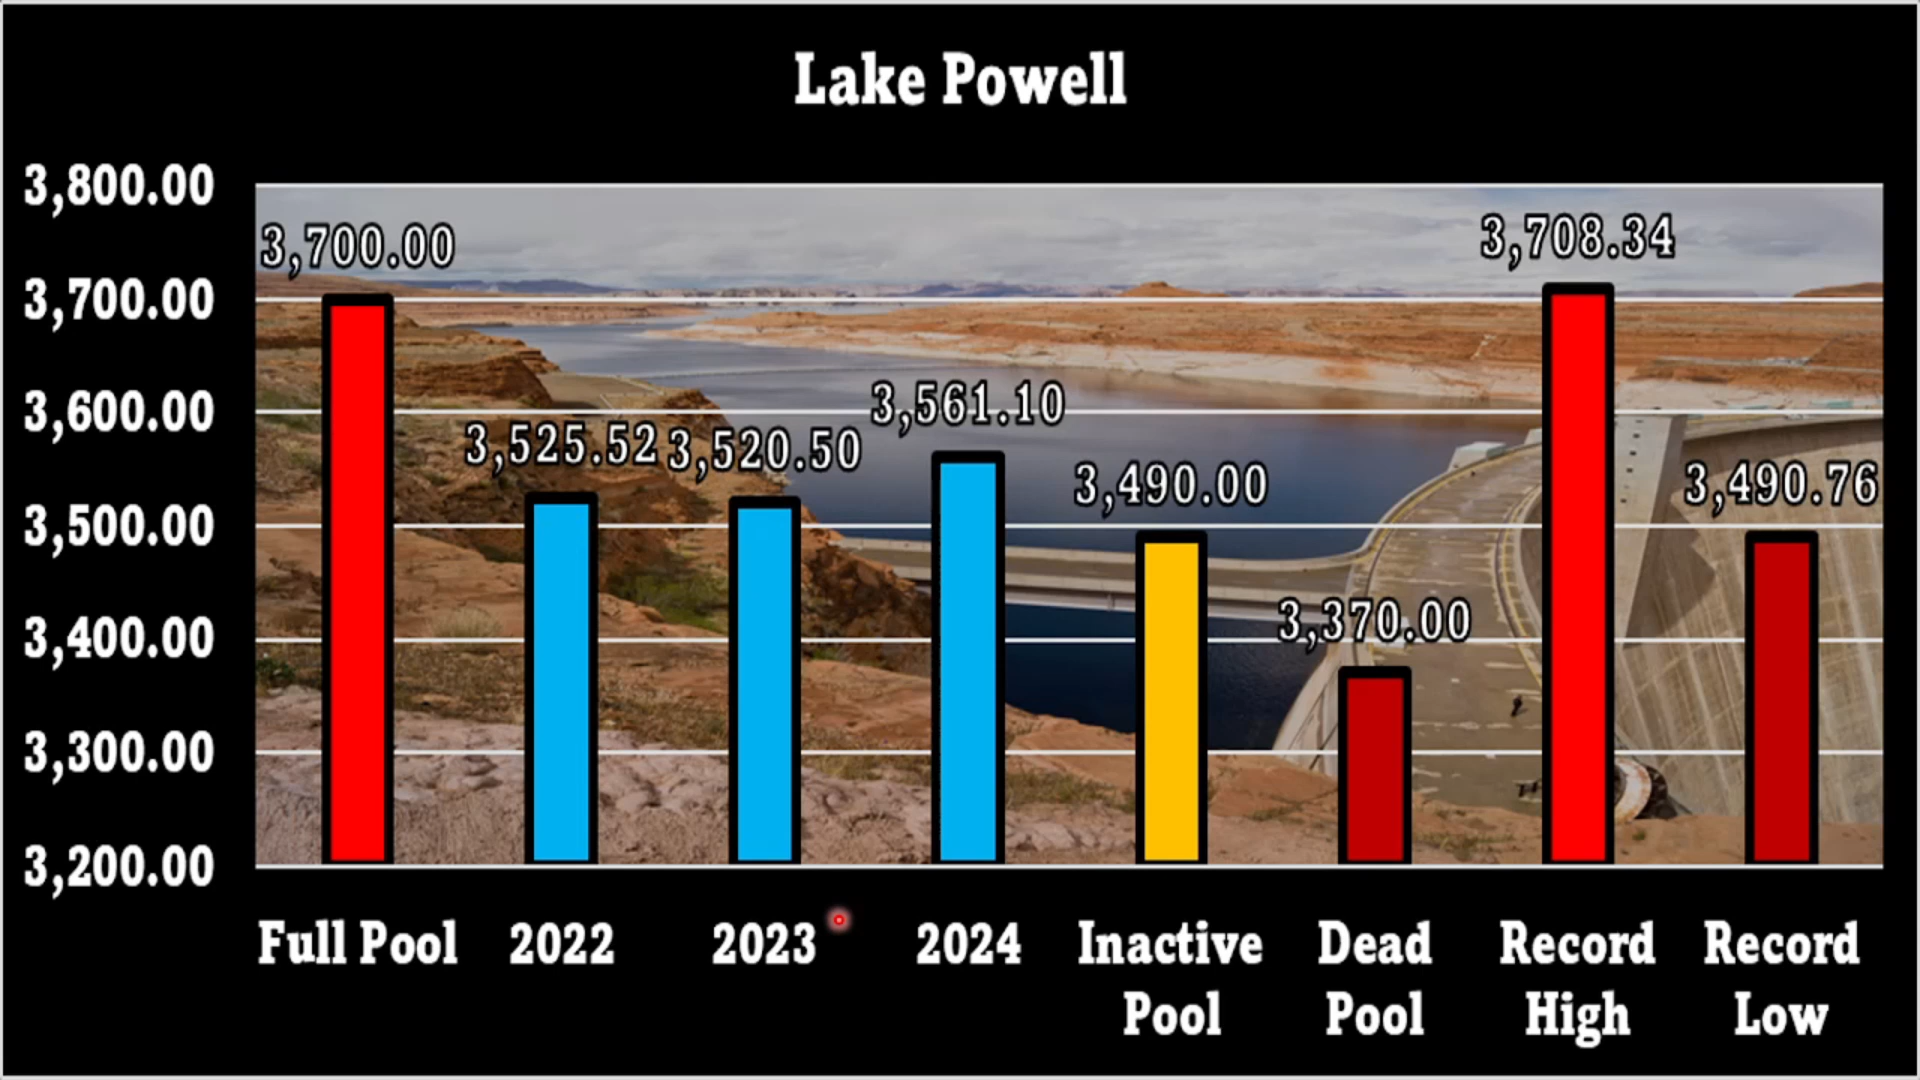 Lake Powell
3,800.00
3,700.00
3,600.00
3,500.00
3,400.00
3,300.00
3,200.00
3,700.00
3,525.52
3,520.50
3,561.10
3,490.00
3,370.00
3,708.34
3,490.76
Full Pool
2022
2023
2024
Inactive
Pool
Dead
Pool
Record
High
Record
Low